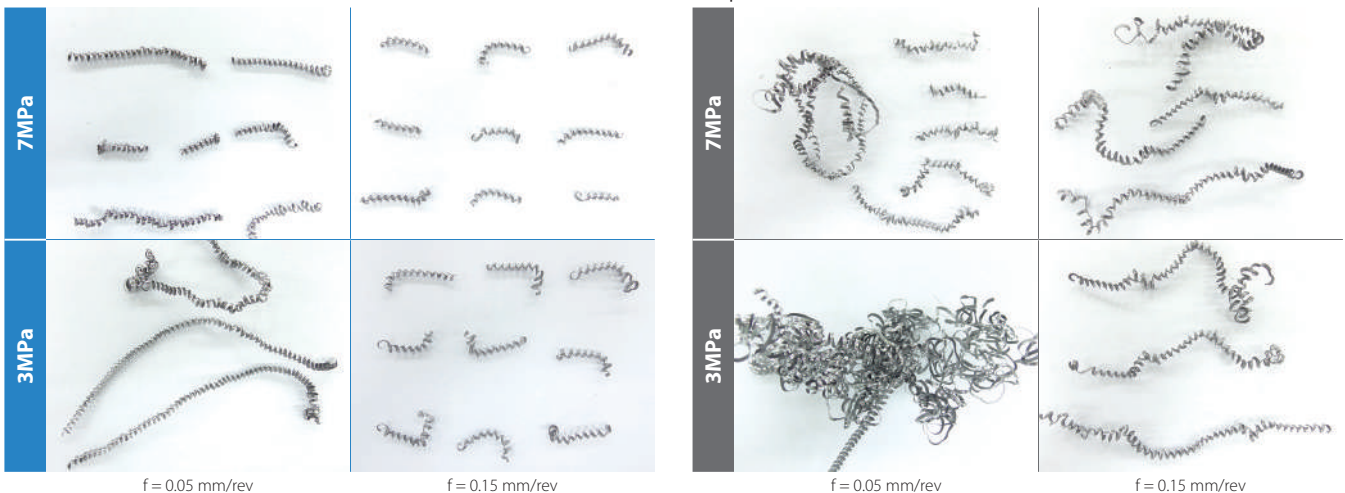 7MPa
3MPa
f = 0.05 mm/rev
f = 0.15 mm/rev
7MPa
3MPa
f = 0.05 mm/rev
f = 0.15 mm/rev